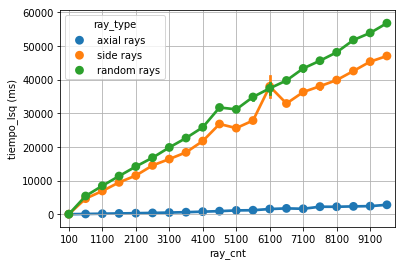 60000
50000
40000
30000
20000
10000
0
tiempo_lsq (ms)
ray_type
axial rays
side rays
random rays
100 1100 2100 3100 4100 5100 6100 7100 8100 9100
ray_cnt